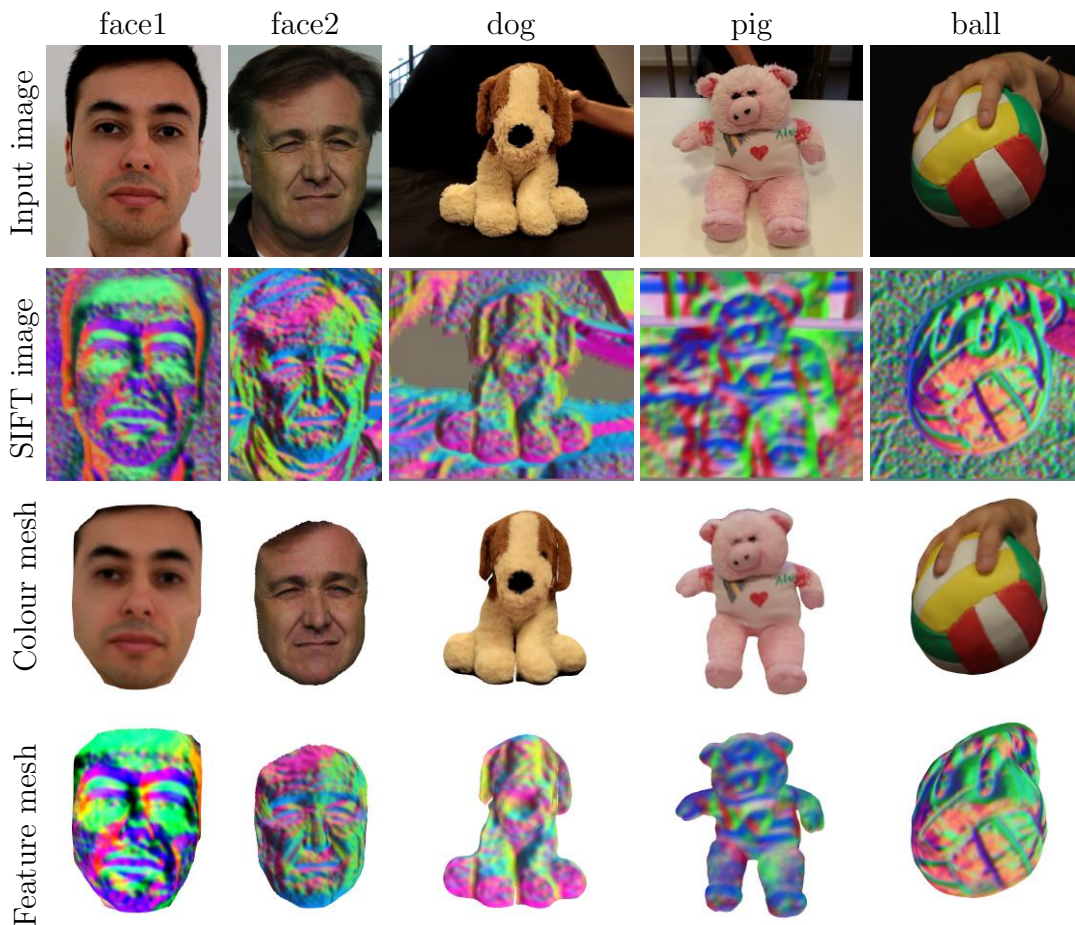 face1
face2
dog
pig
ball
Input image
SIFT image
Colour mesh
Feature mesh